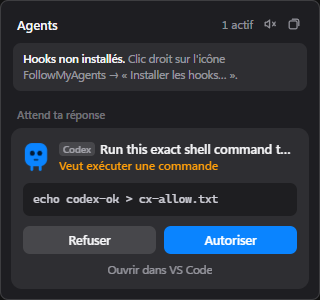 Agents
1 actif
Hooks non installés. Clic droit sur l'icône
FollowMyAgents → « Installer les hooks... ».
Attend ta réponse
Codex Run this exact shell command t...
Veut exécuter une commande
echo codex-ok > cx-allow.txt
Refuser
Autoriser
Ouvrir dans VS Code